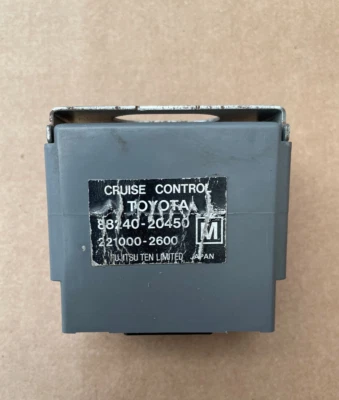 CRUISE CONTROL
TOYOTA
88240-20450
221000-2600 M
FUJITSU TEN LIMITED JAPAN